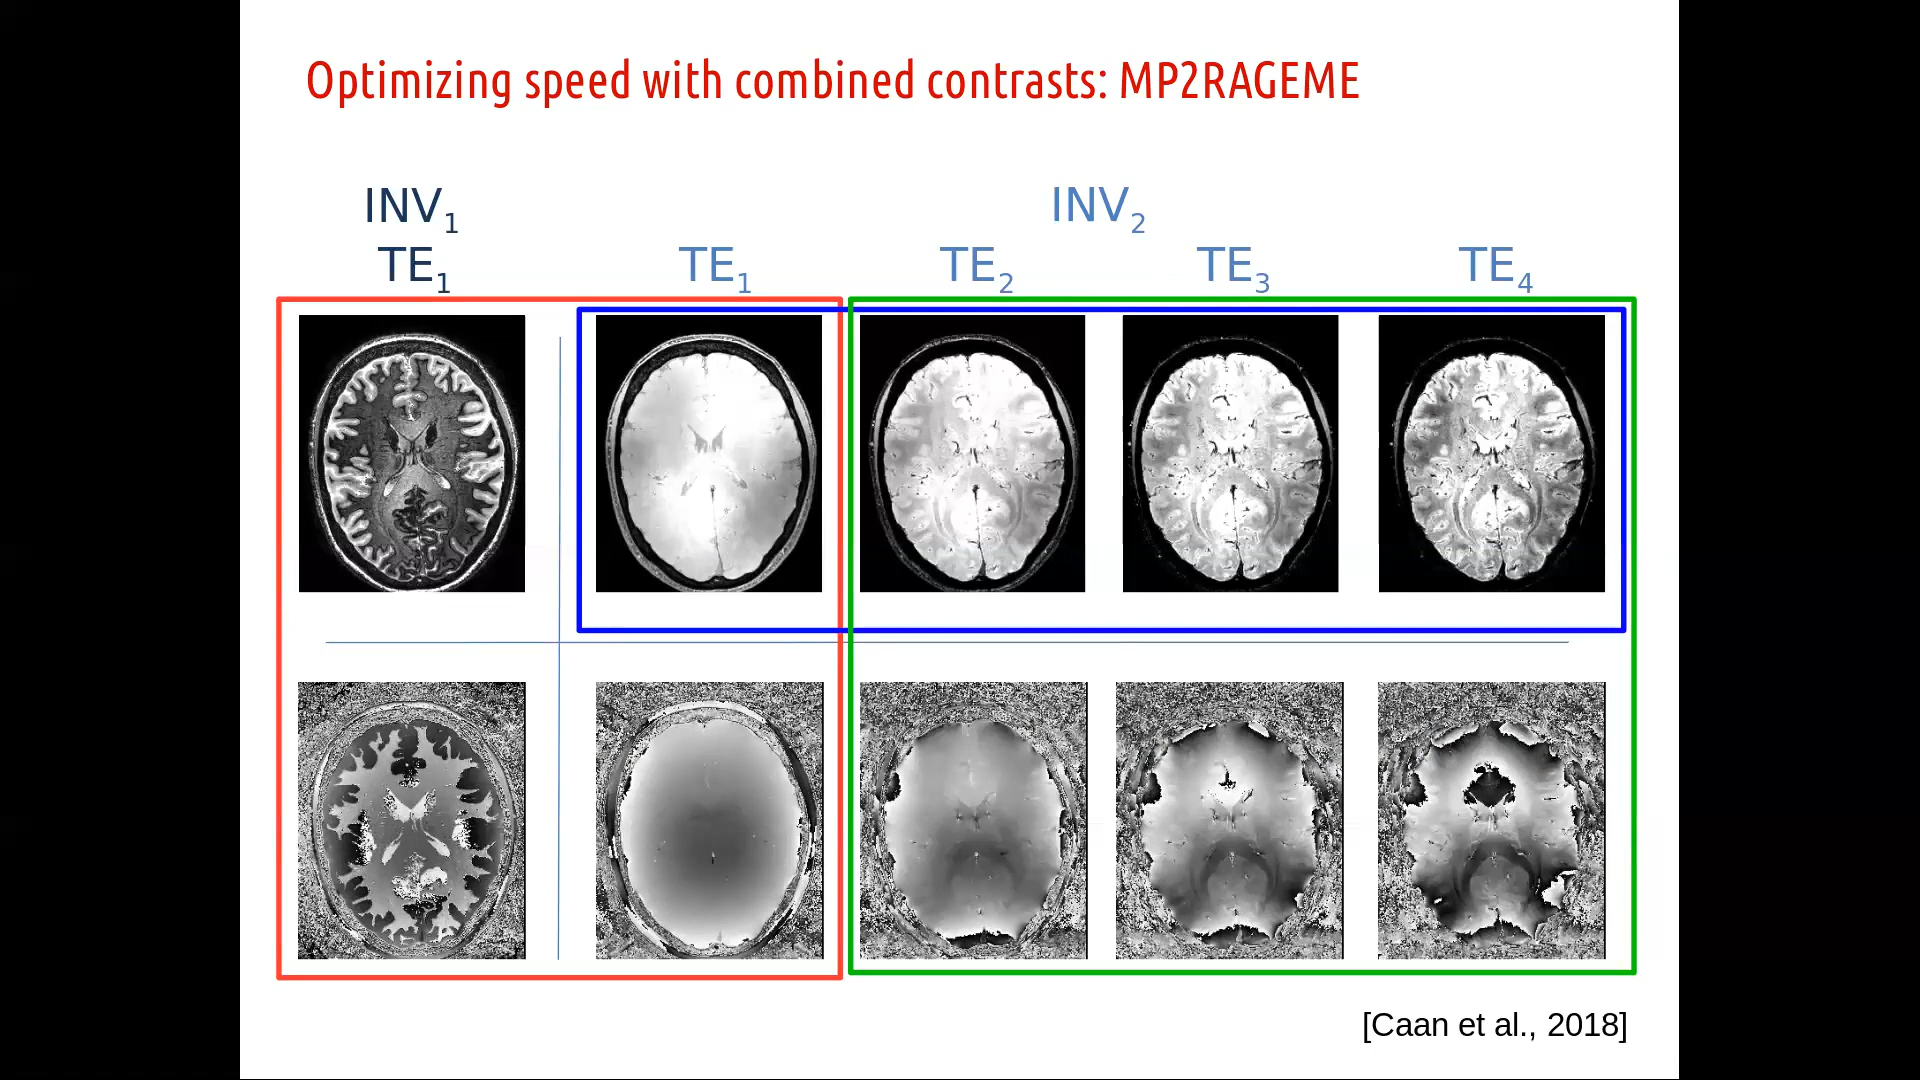 Optimizing speed with combined contrasts: MP2RAGEME
INV1 INV2
TE1 TE1 TE2 TE3 TE4
[Caan et al., 2018]